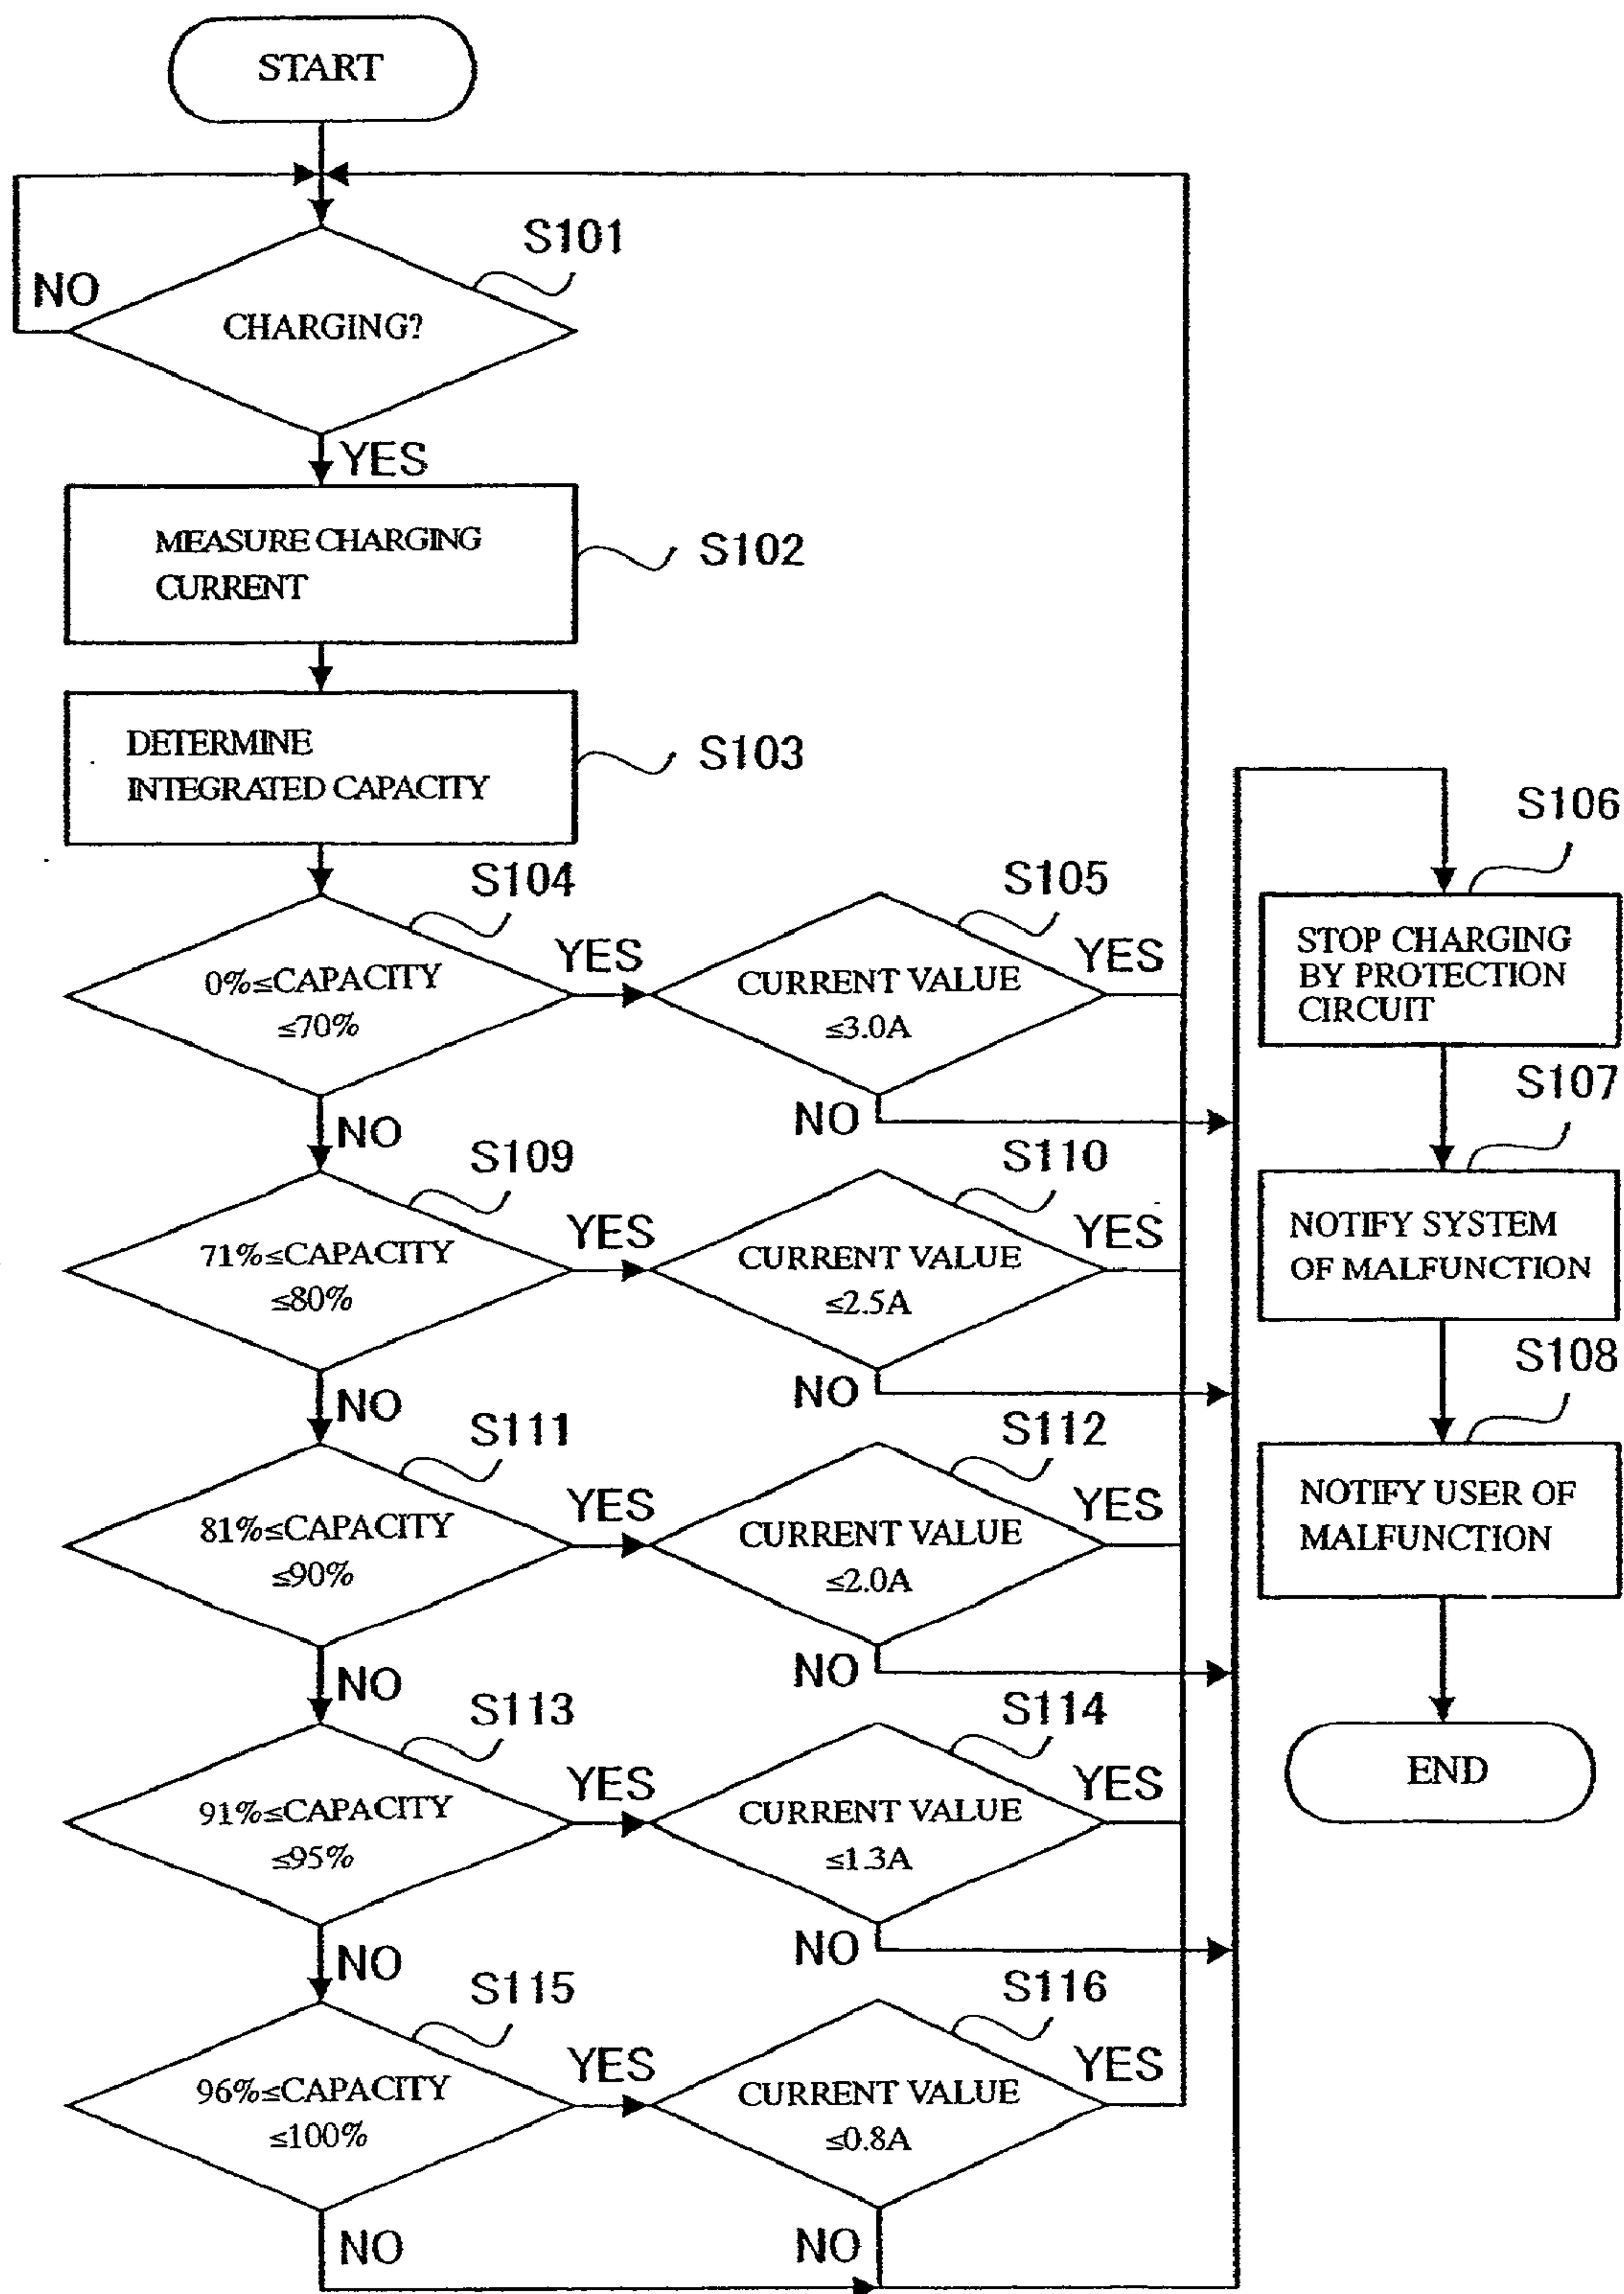 START
S101
NO
CHARGING?
YES
MEASURE CHARGING
CURRENT
S102
DETERMINE
INTEGRATED CAPACITY
S103
S104
0%≤CAPACITY
≤70%
YES
S105
CURRENT VALUE
≤3.0A
YES
NO
NO
S109
71%≤CAPACITY
≤80%
YES
S110
CURRENT VALUE
≤2.5A
YES
NO
NO
S111
81%≤CAPACITY
≤90%
YES
S112
CURRENT VALUE
≤2.0A
YES
NO
NO
S113
91%≤CAPACITY
≤95%
YES
S114
CURRENT VALUE
≤1.3A
YES
NO
NO
S115
96%≤CAPACITY
≤100%
YES
S116
CURRENT VALUE
≤0.8A
YES
NO
NO
S106
STOP CHARGING
BY PROTECTION
CIRCUIT
S107
NOTIFY SYSTEM
OF MALFUNCTION
S108
NOTIFY USER OF
MALFUNCTION
END